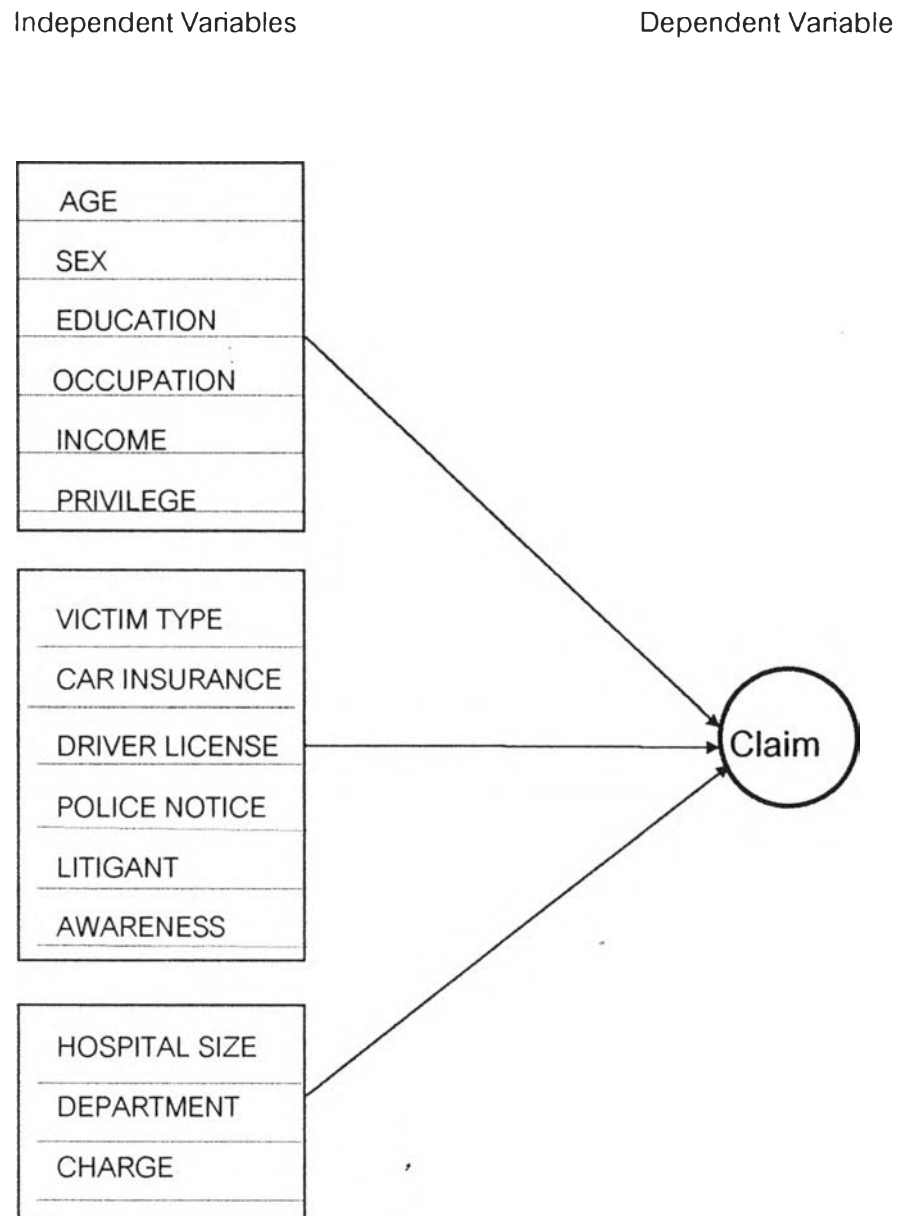 Independent Variables Dependent Variable
AGE
SEX
EDUCATION
OCCUPATION
INCOME
PRIVILEGE
VICTIM TYPE
CAR INSURANCE
DRIVER LICENSE
POLICE NOTICE
LITIGANT
AWARENESS
Claim
HOSPITAL SIZE
DEPARTMENT
CHARGE